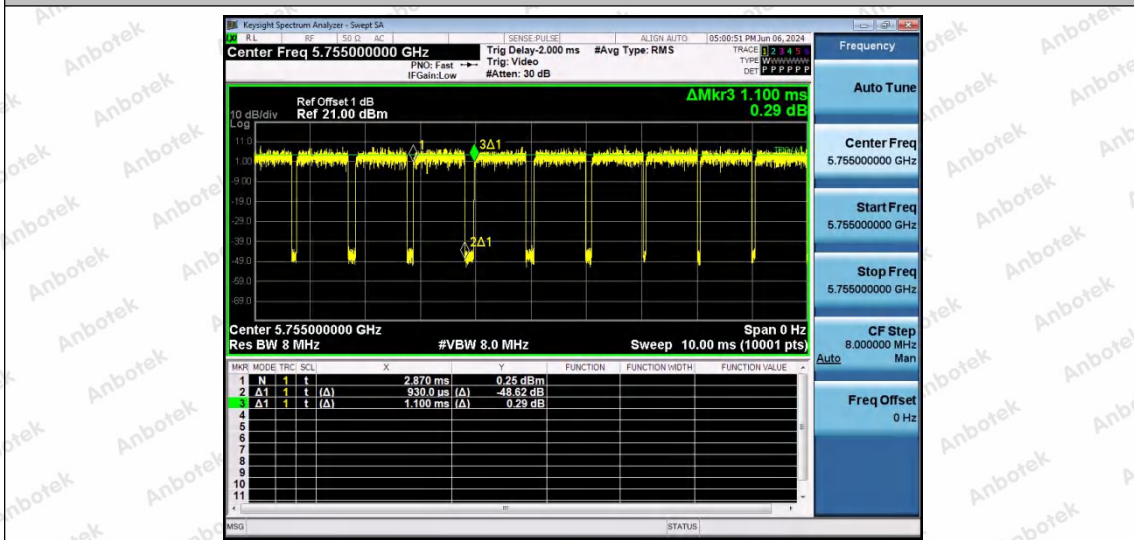 Keysight Spectrum Analyzer - Swept SA
RL RF 50 Ω AC SENSE:PULSE ALIGN AUTO 05:00:51 PM Jun 06, 2024
Center Freq 5.755000000 GHz
PNO: Fast
IFGain:Low
Trig Delay-2.000 ms
Trig: Video
#Atten: 30 dB
#Avg Type: RMS
TRACE 1 2 3 4 5 6
TYPE WWWWWW
DET P P P P P P
ΔMkr3 1.100 ms
0.29 dB
Ref Offset 1 dB
10 dB/div Ref 21.00 dBm
Log
11.0
1.00
-9.00
-19.0
-29.0
-39.0
-49.0
-59.0
-69.0
1
3Δ1
2Δ1
Center 5.755000000 GHz Span 0 Hz
Res BW 8 MHz #VBW 8.0 MHz Sweep 10.00 ms (10001 pts)
MKR MODE TRC SCL X Y FUNCTION FUNCTION WIDTH FUNCTION VALUE
1 N 1 t 2.870 ms 0.25 dBm
2 Δ1 1 t (Δ) 930.0 µs (Δ) -48.62 dB
3 Δ1 1 t (Δ) 1.100 ms (Δ) 0.29 dB
4
5
6
7
8
9
10
11
MSG STATUS
Frequency
Auto Tune
Center Freq
5.755000000 GHz
Start Freq
5.755000000 GHz
Stop Freq
5.755000000 GHz
CF Step
8.000000 MHz
Auto Man
Freq Offset
0 Hz
Anbotek